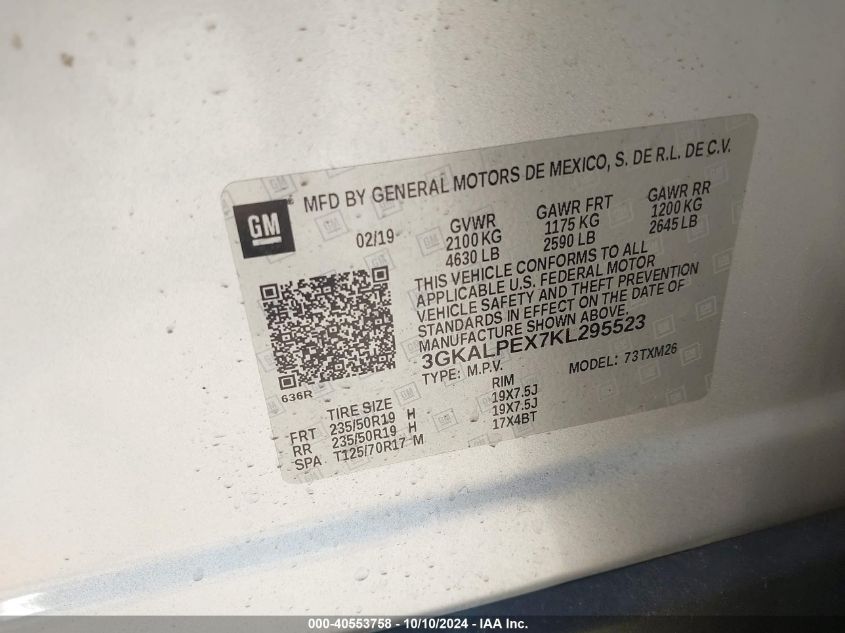 MFD BY GENERAL MOTORS DE MEXICO, S. DE R.L. DE C.V.
GM ®
02/19
GVWR GAWR FRT GAWR RR
2100 KG 1175 KG 1200 KG
4630 LB 2590 LB 2645 LB
THIS VEHICLE CONFORMS TO ALL
APPLICABLE U.S. FEDERAL MOTOR
VEHICLE SAFETY AND THEFT PREVENTION
STANDARDS IN EFFECT ON THE DATE OF
MANUFACTURE SHOWN ABOVE.
3GKALPEX7KL295523
TYPE: M.P.V. MODEL: 73TXM26
636R
TIRE SIZE RIM
FRT 235/50R19 H 19X7.5J
RR 235/50R19 H 19X7.5J
SPA T125/70R17 M 17X4BT
000-40553758 - 10/10/2024 - IAA Inc.